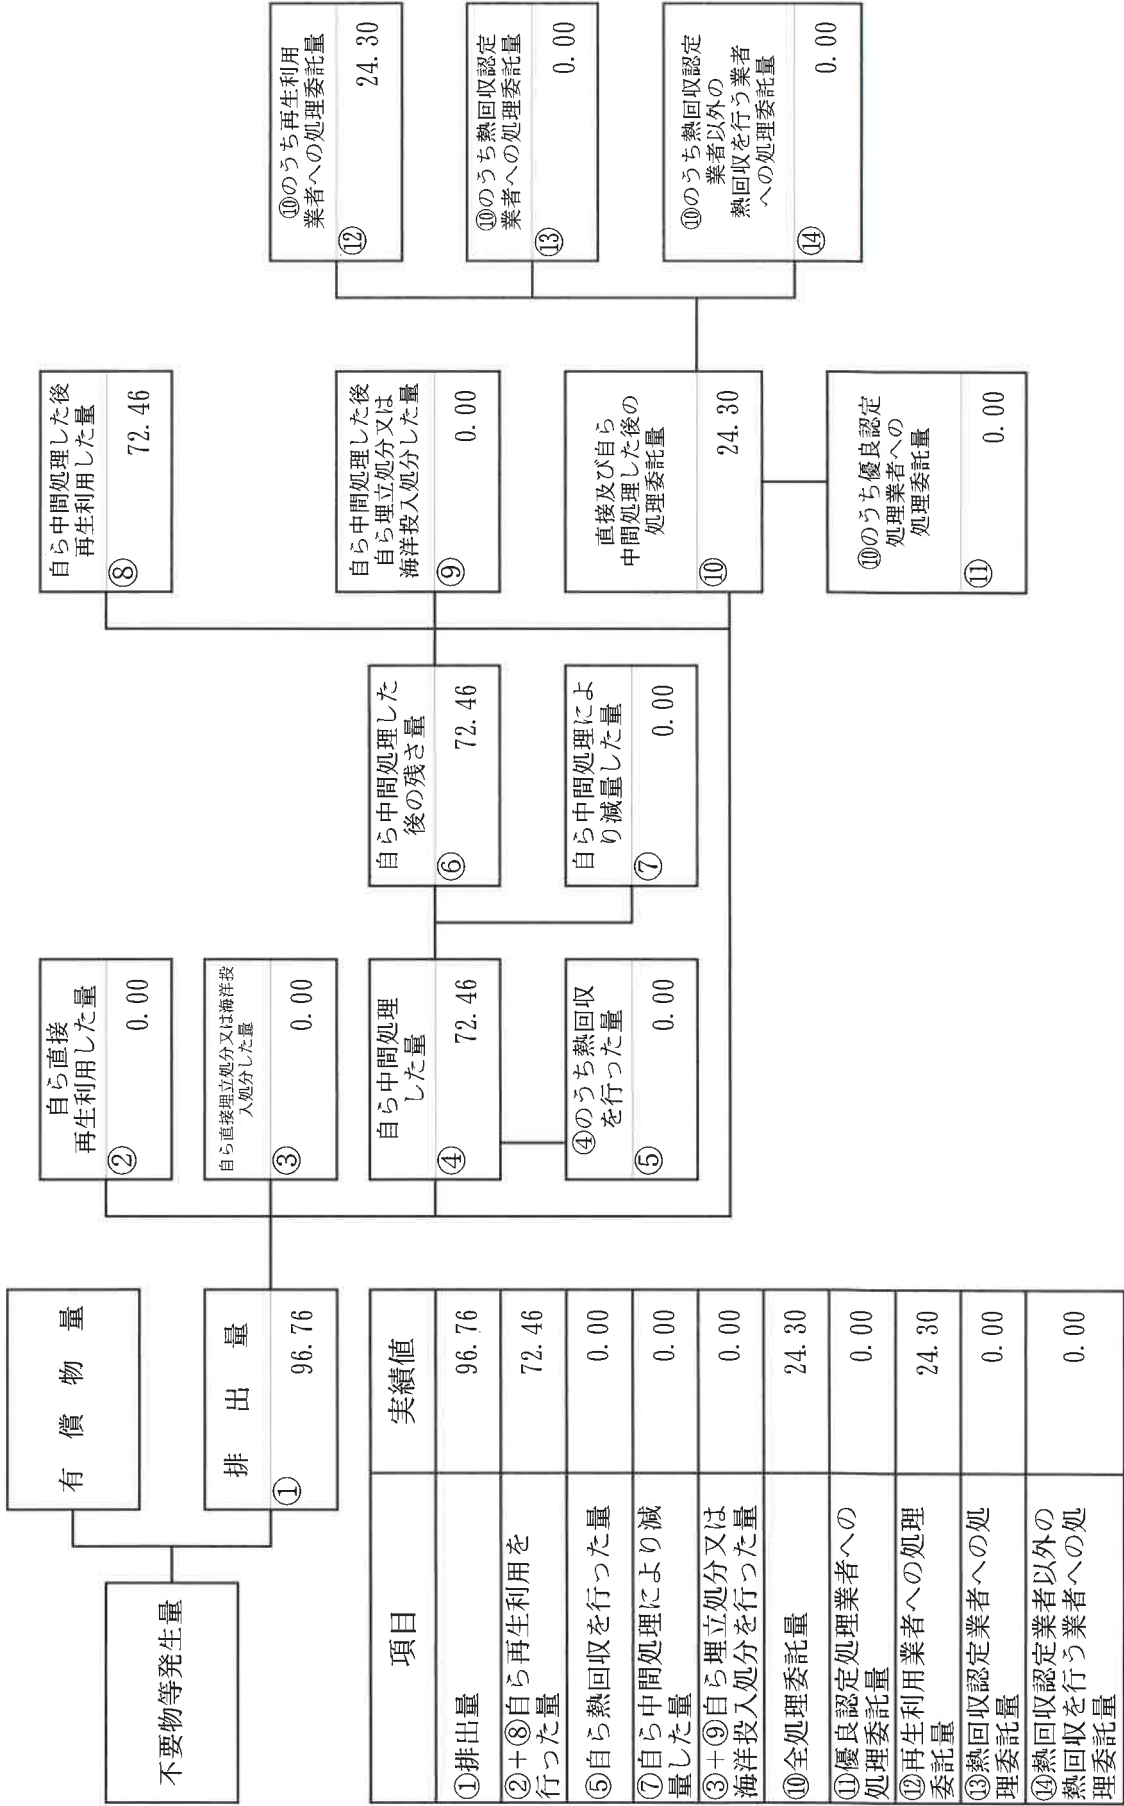 不要物等発生量
有償物量
排出量
①
96.76
自ら直接
再生利用した量
②
0.00
自ら直接埋立処分又は海洋投
入処分した量
③
0.00
自ら中間処理
した量
④
72.46
④のうち熱回収
を行った量
⑤
0.00
自ら中間処理した
後の残さ量
⑥
72.46
自ら中間処理によ
り減量した量
⑦
0.00
自ら中間処理した後
再生利用した量
⑧
72.46
自ら中間処理した後
自ら埋立処分又は
海洋投入処分した量
⑨
0.00
直接及び自ら
中間処理した後の
処理委託量
⑩
24.30
⑩のうち優良認定
処理業者への
処理委託量
⑪
0.00
⑩のうち再生利用
業者への処理委託量
⑫
24.30
⑩のうち熱回収認定
業者への処理委託量
⑬
0.00
⑩のうち熱回収認定
業者以外の
熱回収を行う業者
への処理委託量
⑭
0.00
項目 実績値
①排出量 96.76
②+⑧自ら再生利用を
行った量 72.46
⑤自ら熱回収を行った量 0.00
⑦自ら中間処理により減
量した量 0.00
③+⑨自ら埋立処分又は
海洋投入処分を行った量 0.00
⑩全処理委託量 24.30
⑪優良認定処理業者への
処理委託量 0.00
⑫再生利用業者への処理
委託量 24.30
⑬熱回収認定業者への処
理委託量 0.00
⑭熱回収認定業者以外の
熱回収を行う業者への処
理委託量 0.00